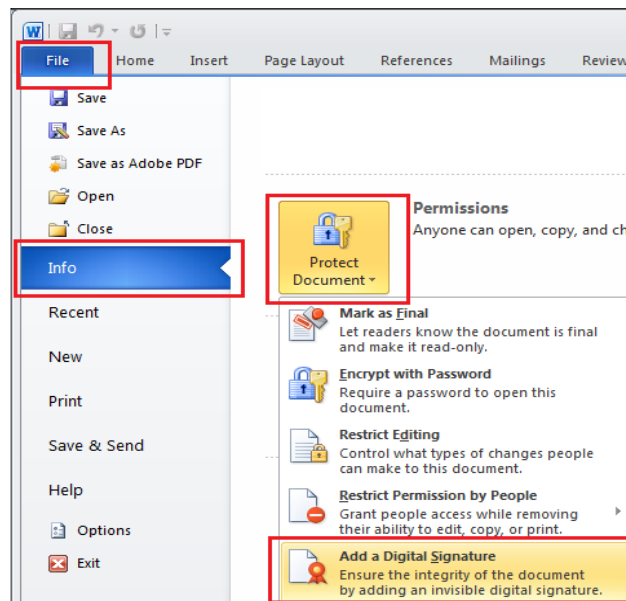 W
File Home Insert Page Layout References Mailings Review
Save
Save As
Save as Adobe PDF
Open
Close
Info
Recent
New
Print
Save & Send
Help
Options
Exit
Permissions
Anyone can open, copy, and ch
Protect
Document
Mark as Final
Let readers know the document is final
and make it read-only.
Encrypt with Password
Require a password to open this
document.
Restrict Editing
Control what types of changes people
can make to this document.
Restrict Permission by People
Grant people access while removing
their ability to edit, copy, or print.
Add a Digital Signature
Ensure the integrity of the document
by adding an invisible digital signature.